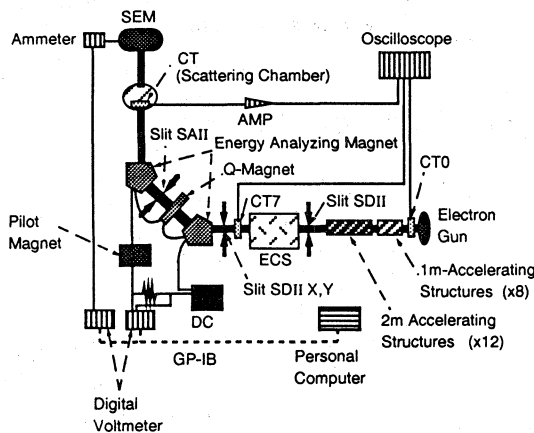 SEM
Ammeter
CT
(Scattering Chamber)
Oscilloscope
AMP
Slit SAII
Energy Analyzing Magnet
Q-Magnet
CT0
CT7
Slit SDII
Electron
Gun
Pilot
Magnet
ECS
.1m-Accelerating
Structures (x8)
Slit SDII X,Y
DC
2m Accelerating
Structures (x12)
GP-IB
Personal
Computer
Digital
Voltmeter